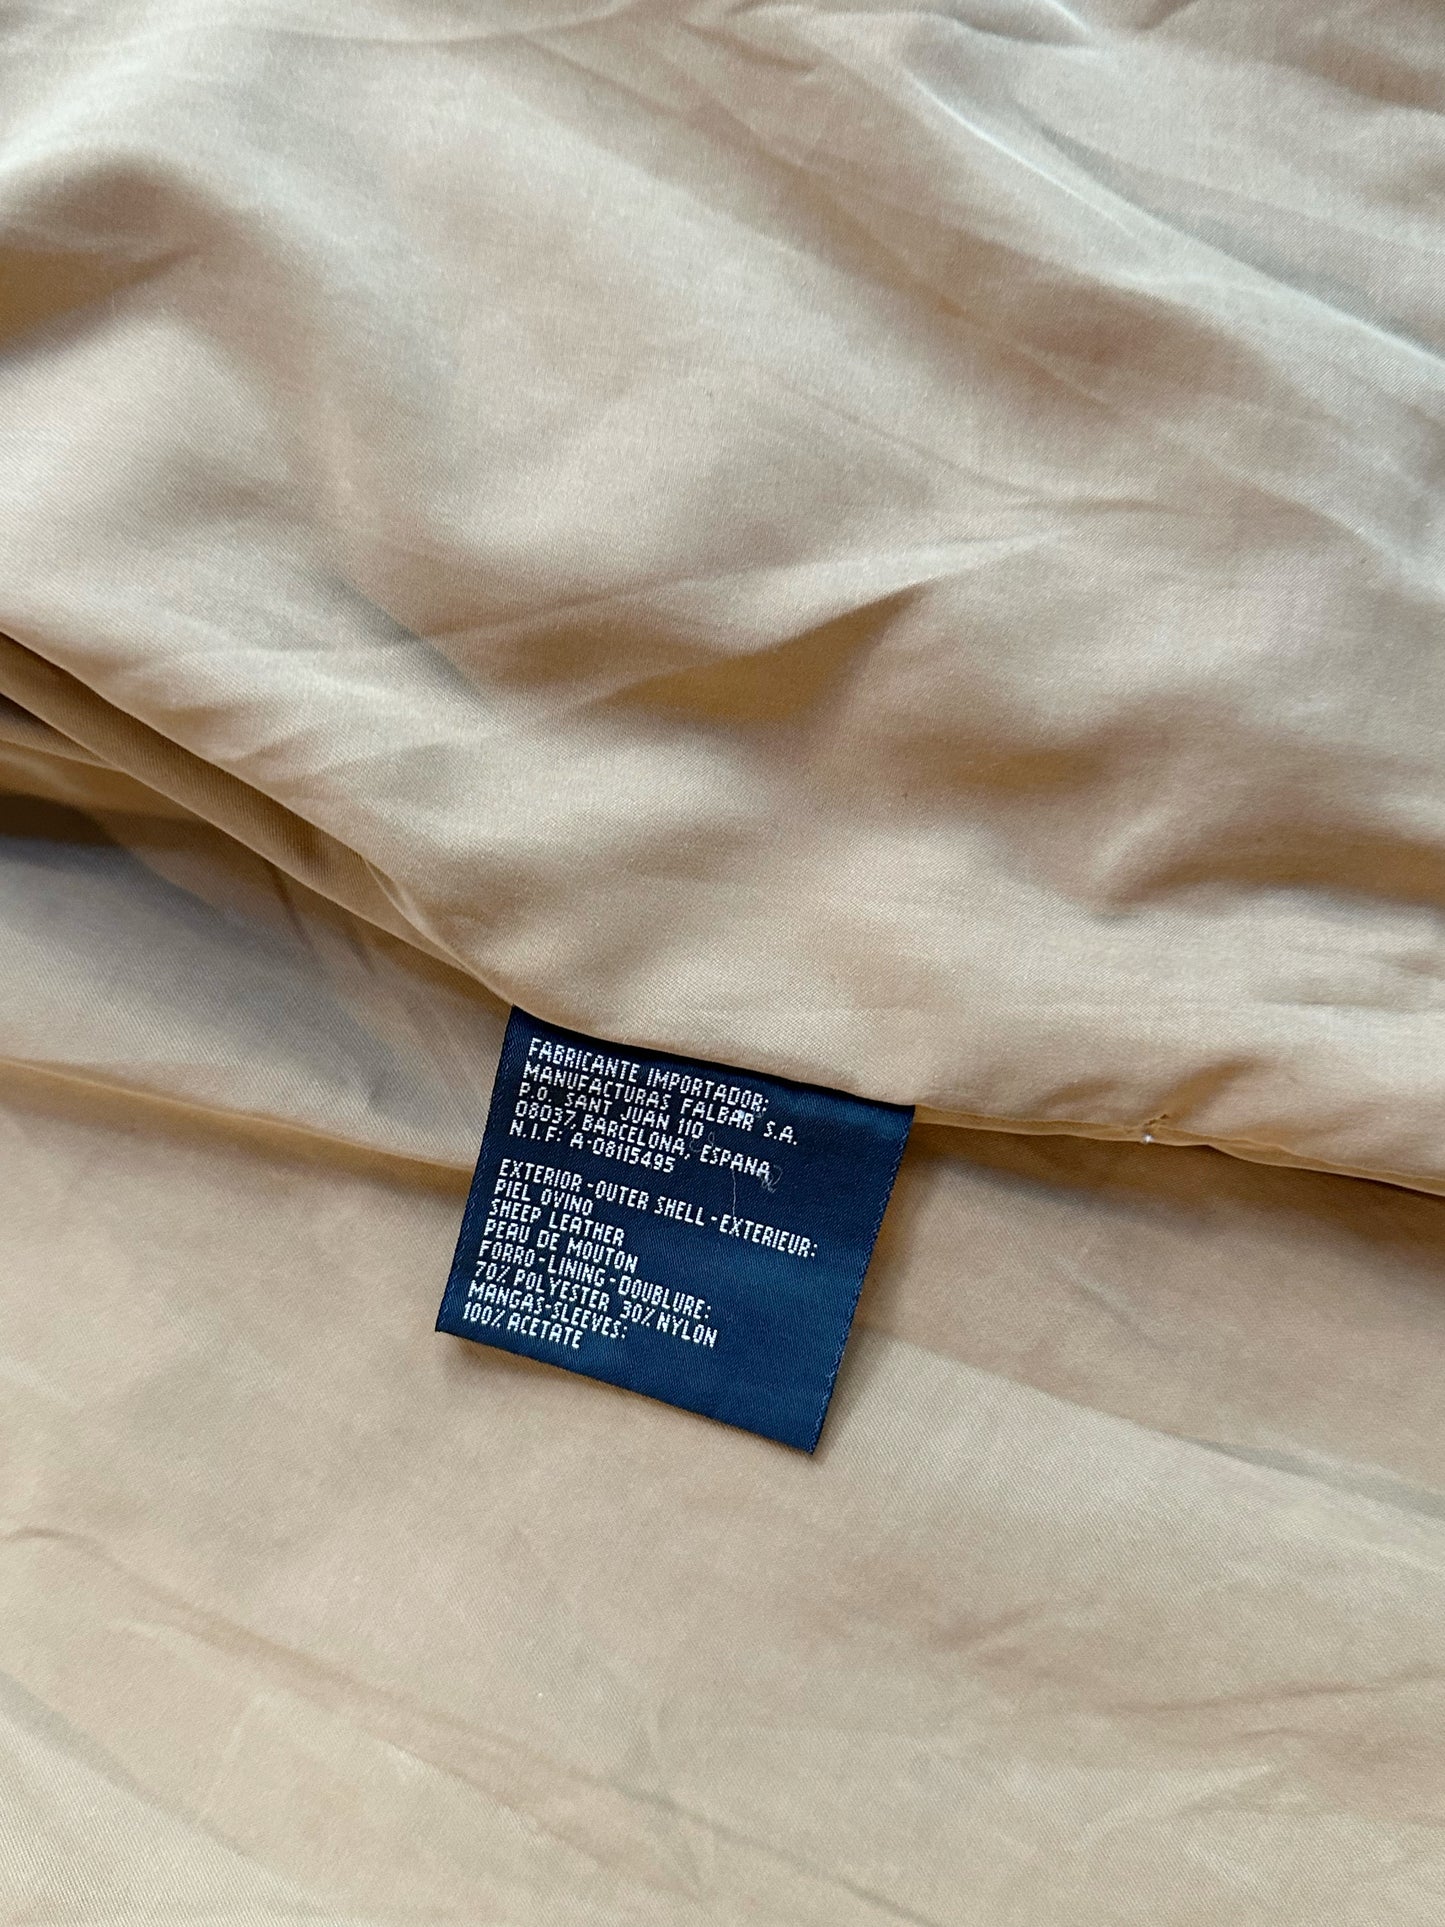 FABRICANTE IMPORTADOR:
MANUFACTURAS FALBAR S.A.
P.O. SANT JUAN 110
08037, BARCELONA, ESPANA
N.I.F: A-08115495
EXTERIOR-OUTER SHELL-EXTERIEUR:
PIEL OVINO
SHEEP LEATHER
PEAU DE MOUTON
FORRO-LINING-DOUBLURE:
70% POLYESTER 30% NYLON
MANGAS-SLEEVES:
100% ACETATE